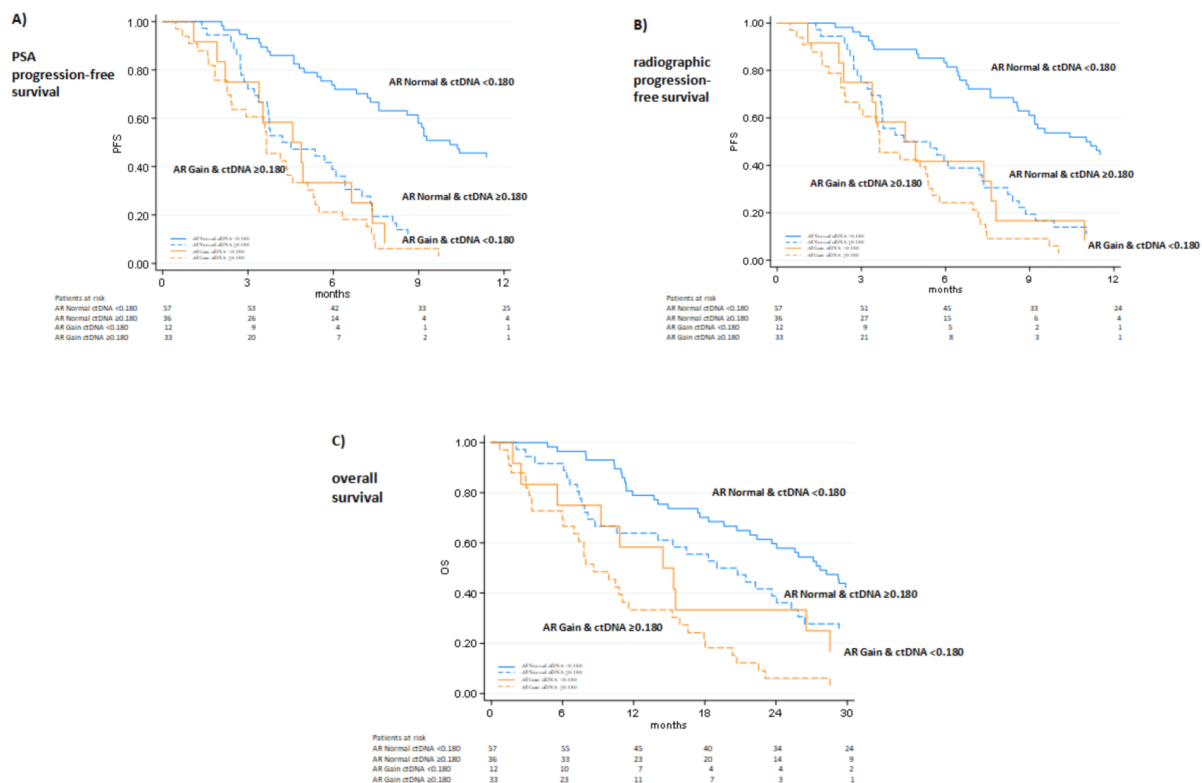 A)
PSA
progression-free
survival
1.00
0.80
0.60
0.40
0.20
0.00
PFS
AR Normal & ctDNA <0.180
AR Gain & ctDNA ≥0.180
AR Normal & ctDNA ≥0.180
AR Gain & ctDNA <0.180
0 3 6 9 12
months
Patients at risk
AR Normal ctDNA <0.180 57 53 42 33 25
AR Normal ctDNA ≥0.180 36 26 14 4 4
AR Gain ctDNA <0.180 12 9 4 1 1
AR Gain ctDNA ≥0.180 33 20 7 2 1
B)
radiographic
progression-
free survival
1.00
0.80
0.60
0.40
0.20
0.00
PFS
AR Normal & ctDNA <0.180
AR Normal & ctDNA ≥0.180
AR Gain & ctDNA ≥0.180
AR Gain & ctDNA <0.180
0 3 6 9 12
months
Patients at risk
AR Normal ctDNA <0.180 57 51 45 33 24
AR Normal ctDNA ≥0.180 36 27 15 6 4
AR Gain ctDNA <0.180 12 9 5 2 1
AR Gain ctDNA ≥0.180 33 21 8 3 1
C)
overall
survival
1.00
0.80
0.60
0.40
0.20
0.00
OS
AR Normal & ctDNA <0.180
AR Normal & ctDNA ≥0.180
AR Gain & ctDNA ≥0.180
AR Gain & ctDNA <0.180
0 6 12 18 24 30
months
Patients at risk
AR Normal ctDNA <0.180 57 55 45 40 34 24
AR Normal ctDNA ≥0.180 36 33 23 20 14 9
AR Gain ctDNA <0.180 12 10 7 4 4 2
AR Gain ctDNA ≥0.180 33 23 11 7 3 1